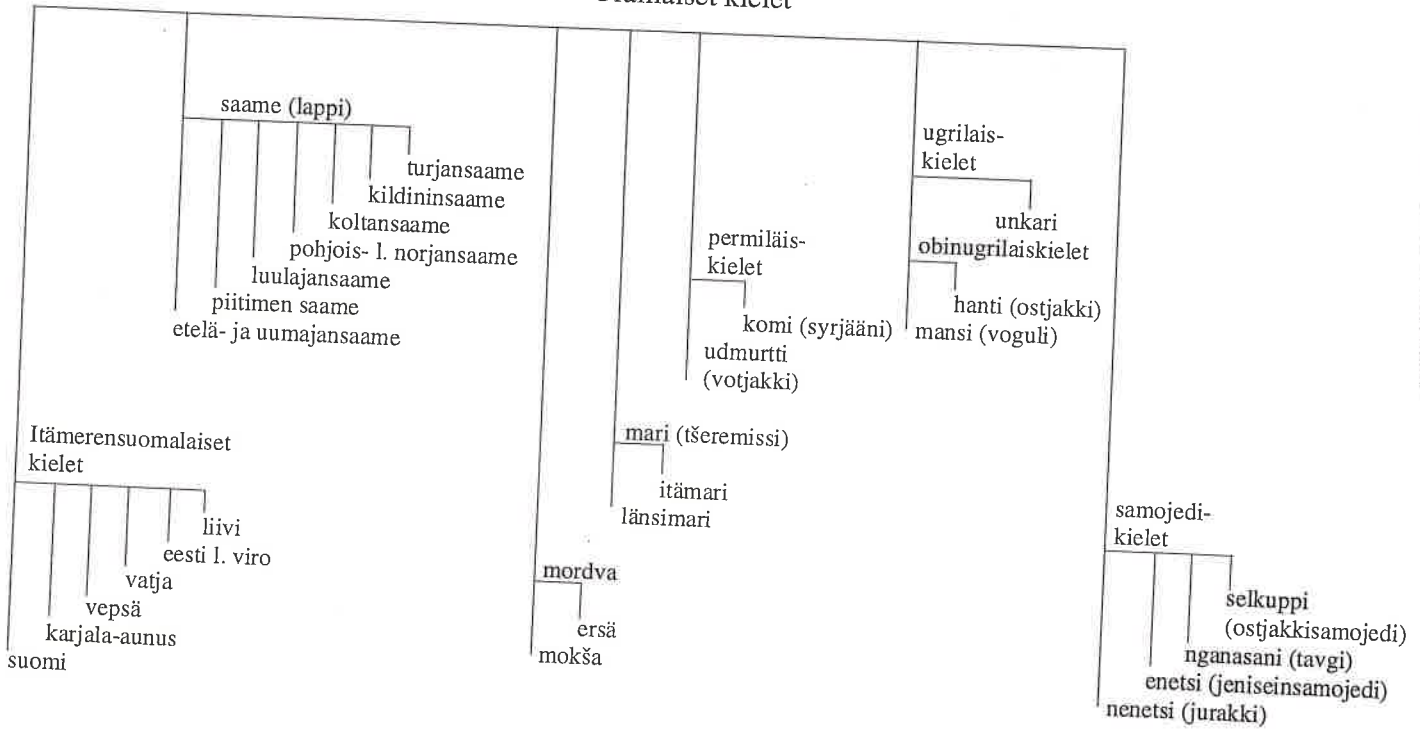 kielet
saame (lappi)
turjansaame
kildininsaame
koltansaame
pohjois- l. norjansaame
luulajansaame
piitimen saame
etelä- ja uumajansaame
Itämerensuomalaiset
kielet
liivi
eesti l. viro
vatja
vepsä
karjala-aunus
suomi
mordva
ersä
mokša
mari (tšeremissi)
itämari
länsimari
permiläis-
kielet
komi (syrjääni)
udmurtti
(votjakki)
ugrilais-
kielet
unkari
obinugrilaiskielet
hanti (ostjakki)
mansi (voguli)
samojedi-
kielet
selkuppi
(ostjakkisamojedi)
nganasani (tavgi)
enetsi (jeniseinsamojedi)
nenetsi (jurakki)